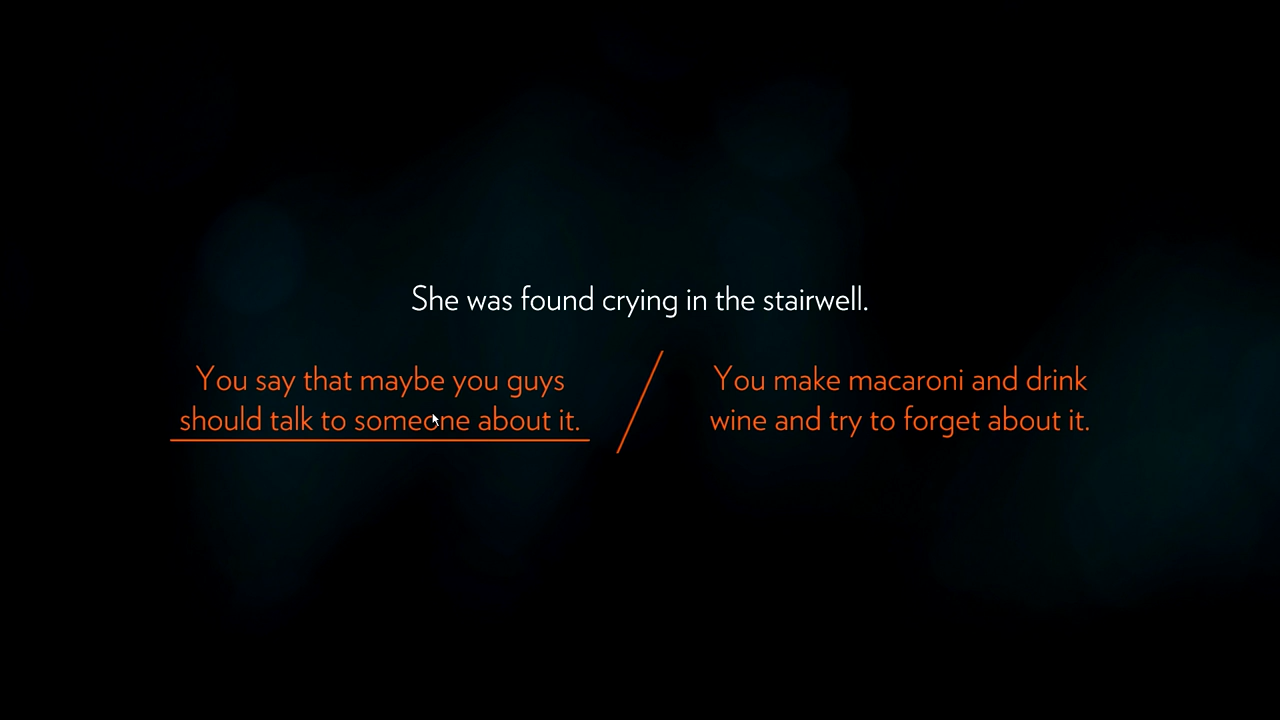 She was found crying in the stairwell.
You say that maybe you guys
should talk to someone about it.
You make macaroni and drink
wine and try to forget about it.